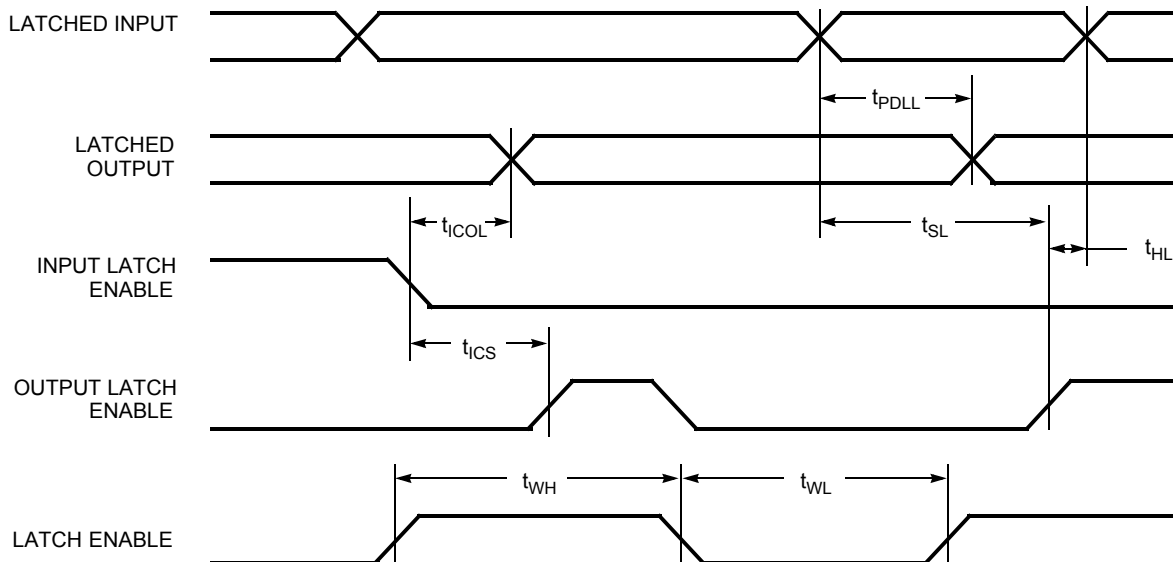 LATCHED INPUT
tPDLL
LATCHED
OUTPUT
tICOL
tSL
tHL
INPUT LATCH
ENABLE
tICS
OUTPUT LATCH
ENABLE
tWH
tWL
LATCH ENABLE